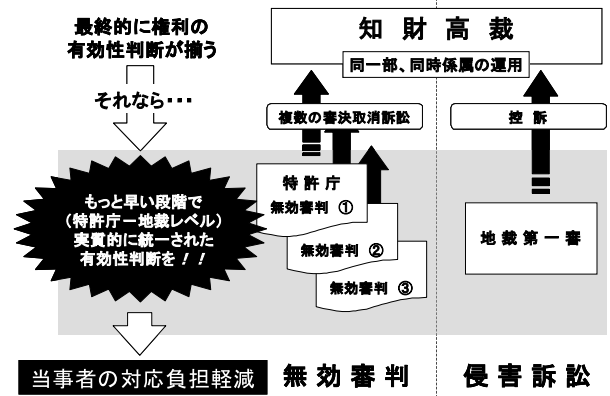 最終的に権利の
有効性判断が揃う
それなら・・・
もっと早い段階で
(特許庁ー地裁レベル)
実質的に統一された
有効性判断を！！
当事者の対応負担軽減
知財高裁
同一部、同時係属の運用
複数の審決取消訴訟
控訴
特許庁
無効審判 ①
無効審判 ②
無効審判 ③
地裁第一審
無効審判
侵害訴訟